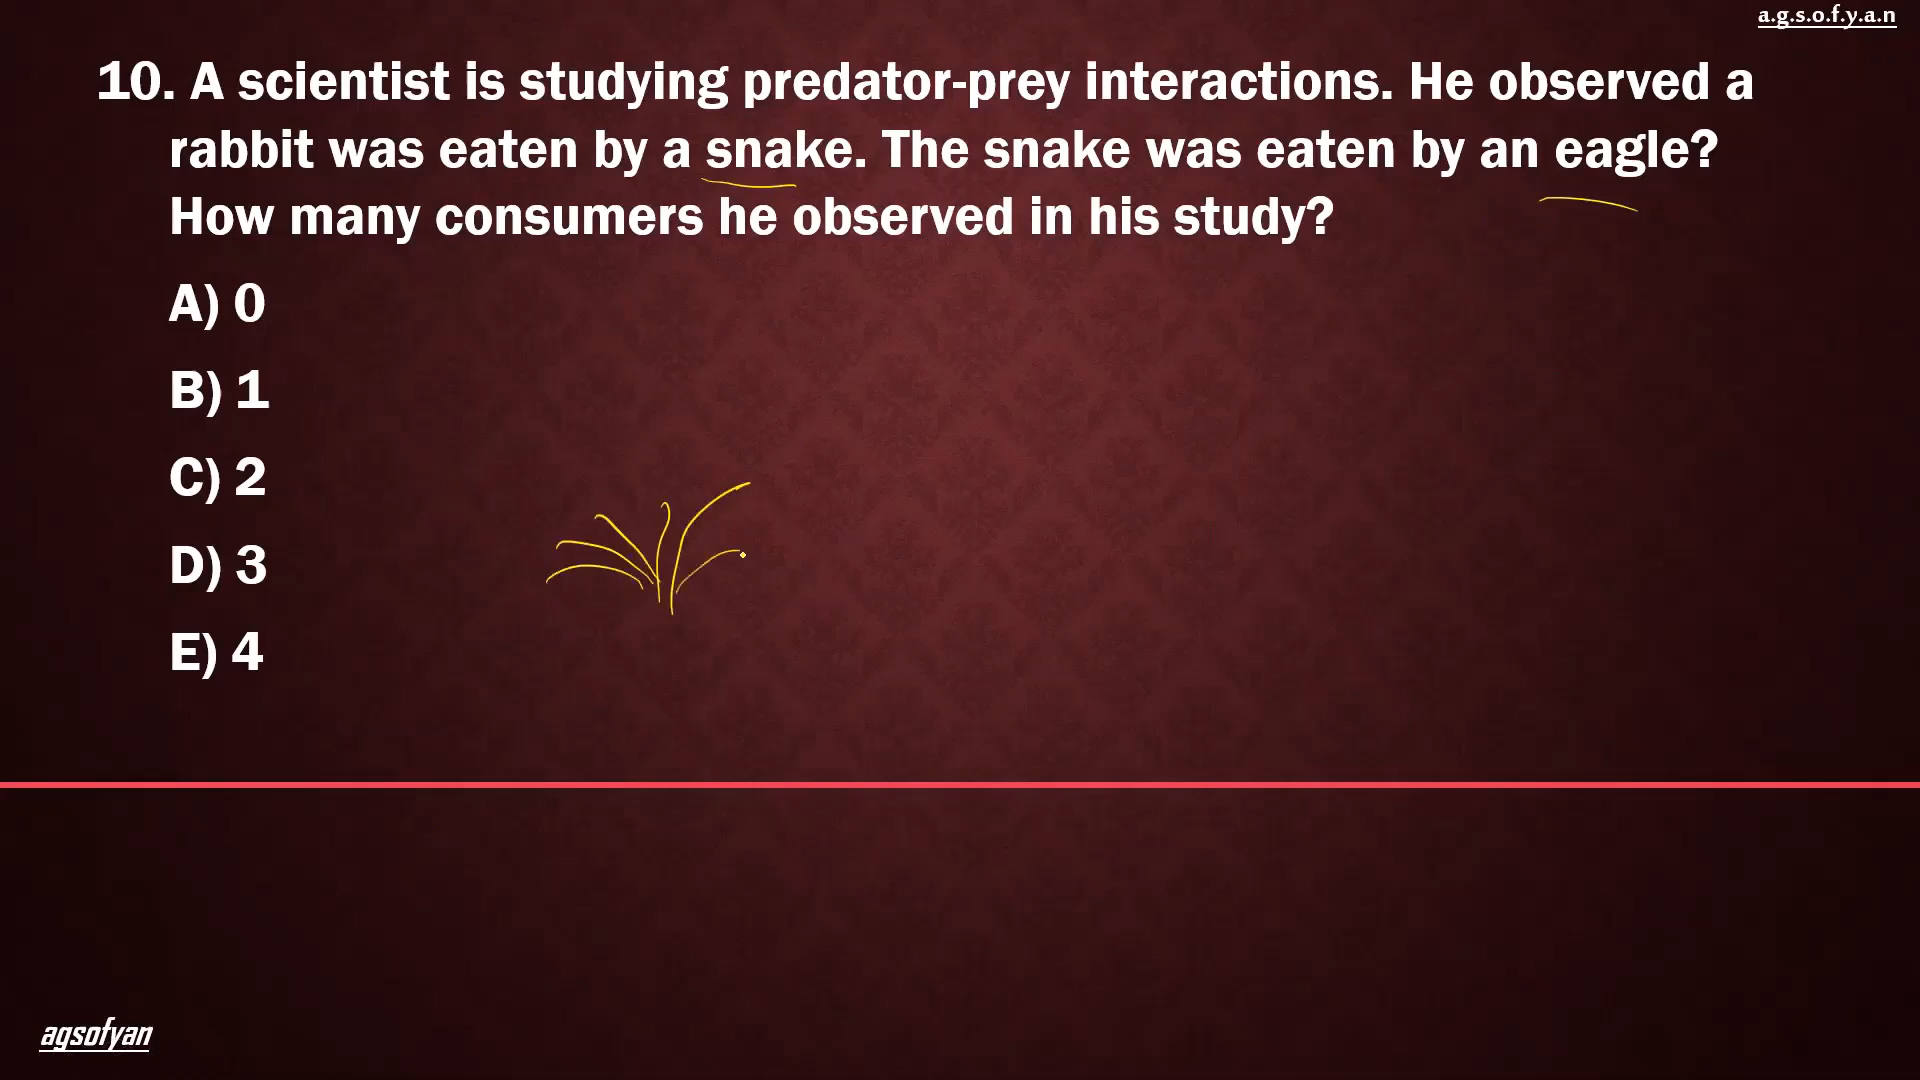 a.g.s.o.f.y.a.n
10. A scientist is studying predator-prey interactions. He observed a
rabbit was eaten by a snake. The snake was eaten by an eagle?
How many consumers he observed in his study?
A) 0
B) 1
C) 2
D) 3
E) 4
agsofyan